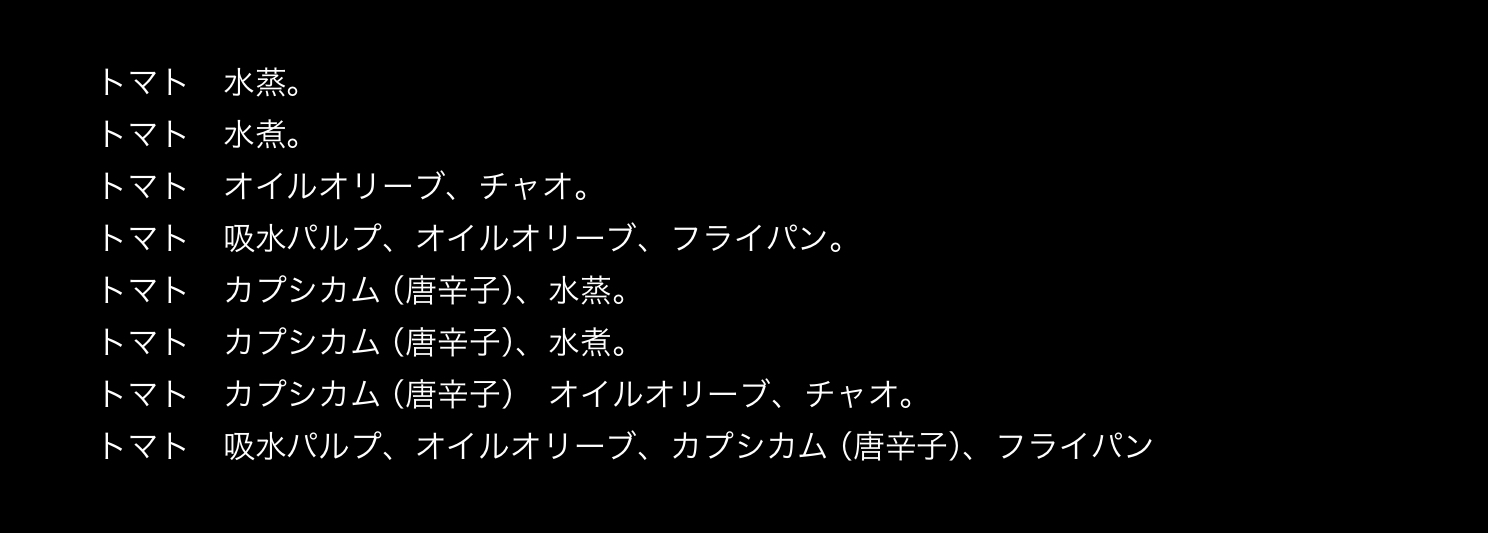 トマト　水蒸。
トマト　水煮。
トマト　オイルオリーブ、チャオ。
トマト　吸水パルプ、オイルオリーブ、フライパン。
トマト　カプシカム（唐辛子）、水蒸。
トマト　カプシカム（唐辛子）、水煮。
トマト　カプシカム（唐辛子）　オイルオリーブ、チャオ。
トマト　吸水パルプ、オイルオリーブ、カプシカム（唐辛子）、フライパン